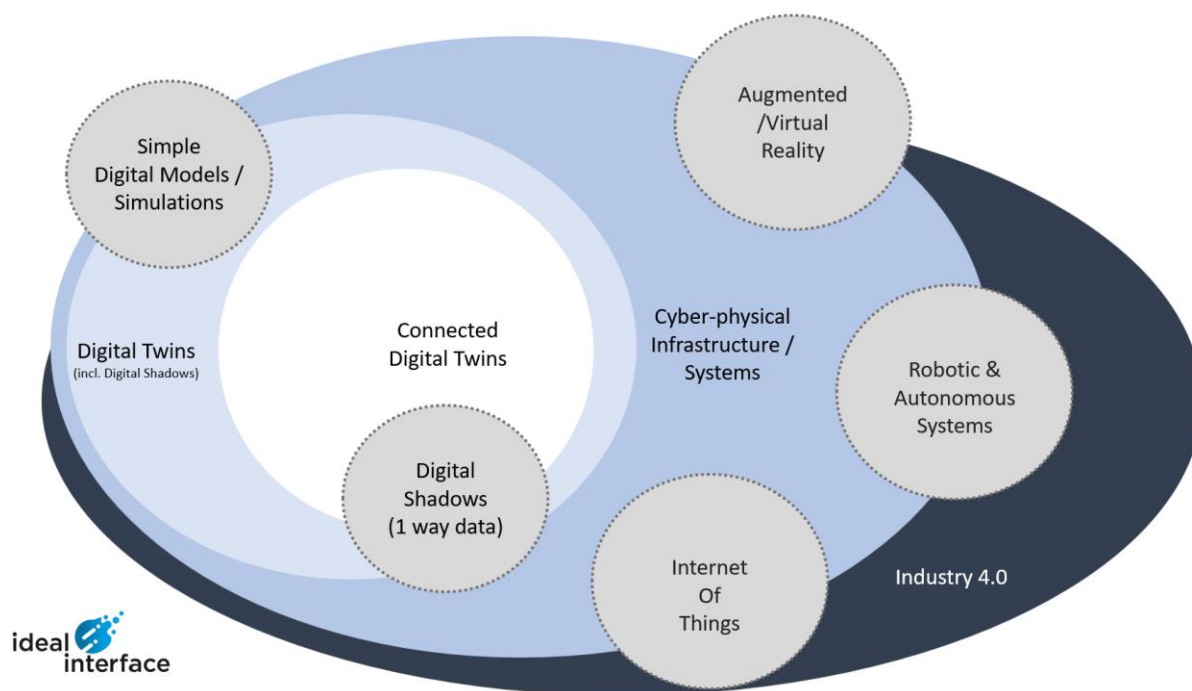 Augmented
/Virtual
Reality
Simple
Digital Models /
Simulations
Cyber-physical
Infrastructure /
Systems
Connected
Digital Twins
Digital Twins
(incl. Digital Shadows)
Robotic &
Autonomous
Systems
Digital
Shadows
(1 way data)
Internet
Of
Things
Industry 4.0
ideal
interface